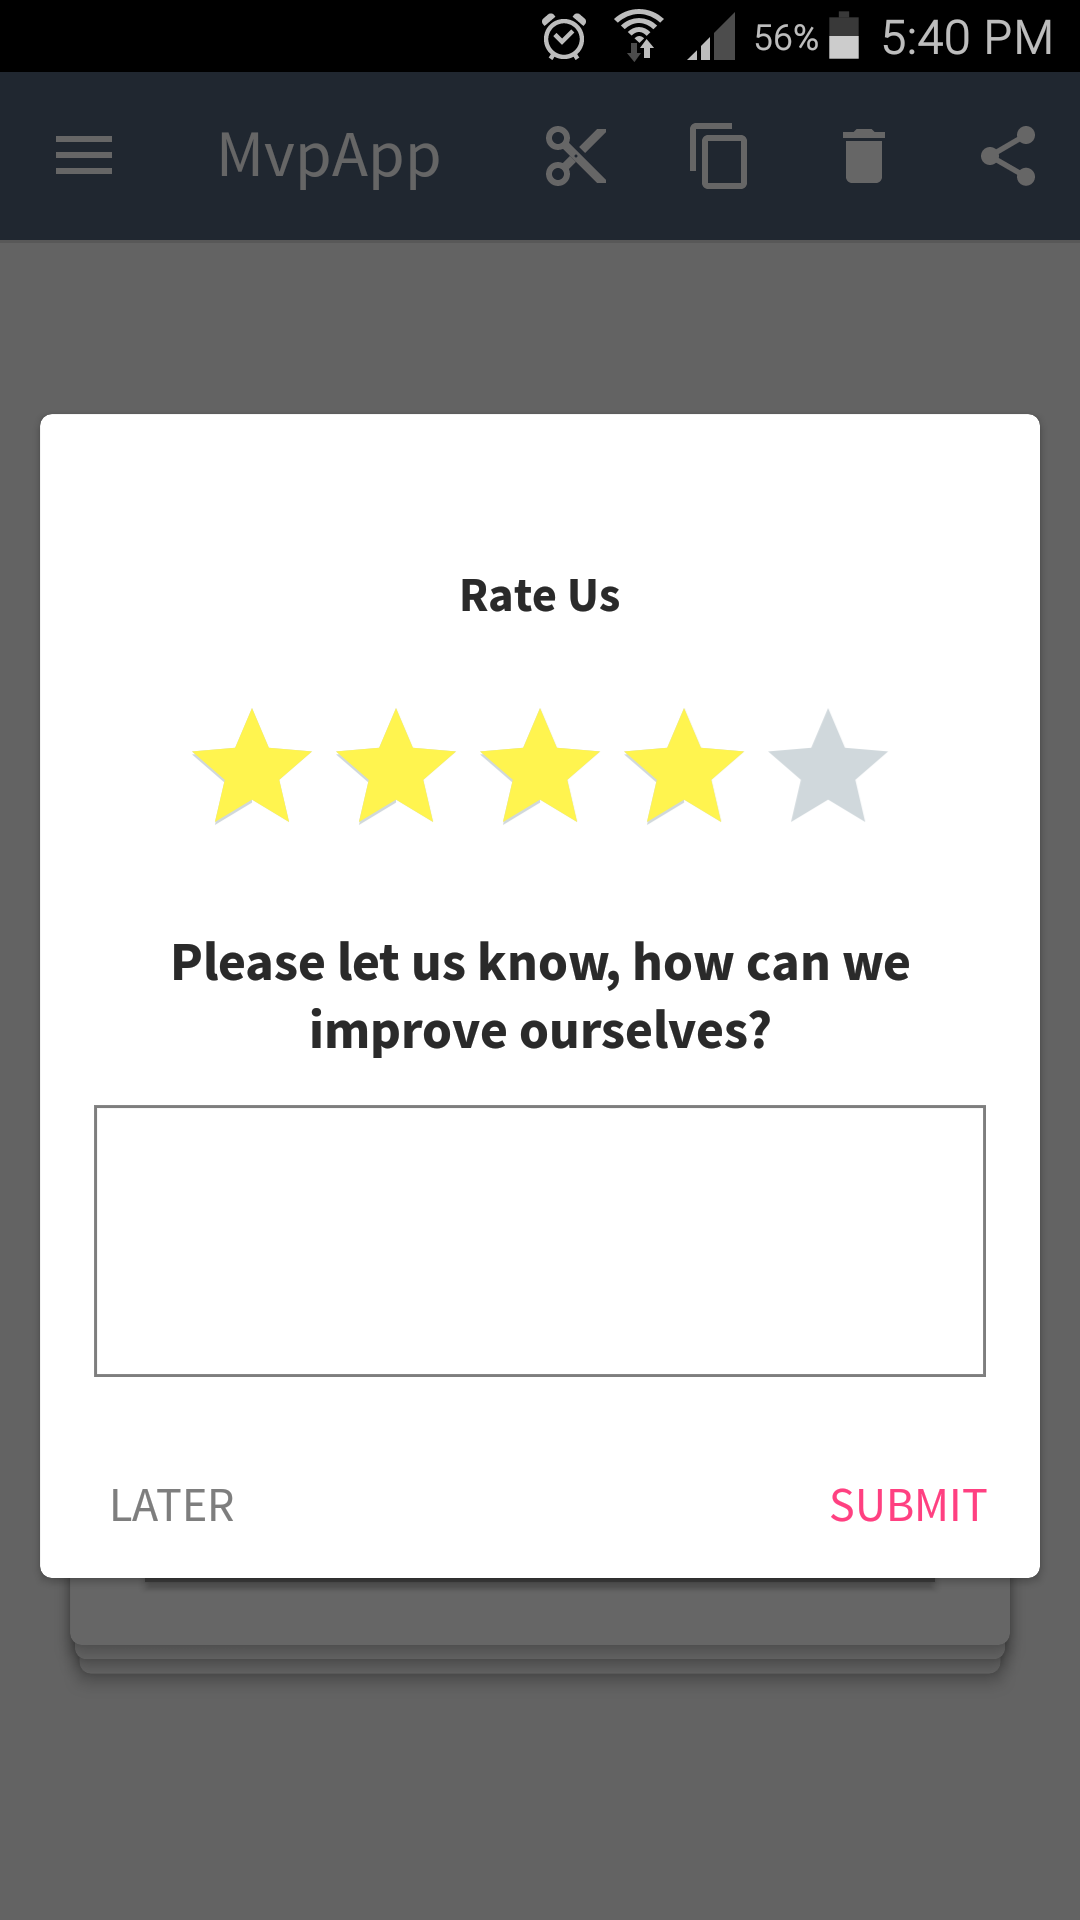 56% 5:40 PM
MvpApp
Rate Us
Please let us know, how can we
improve ourselves?
LATER SUBMIT